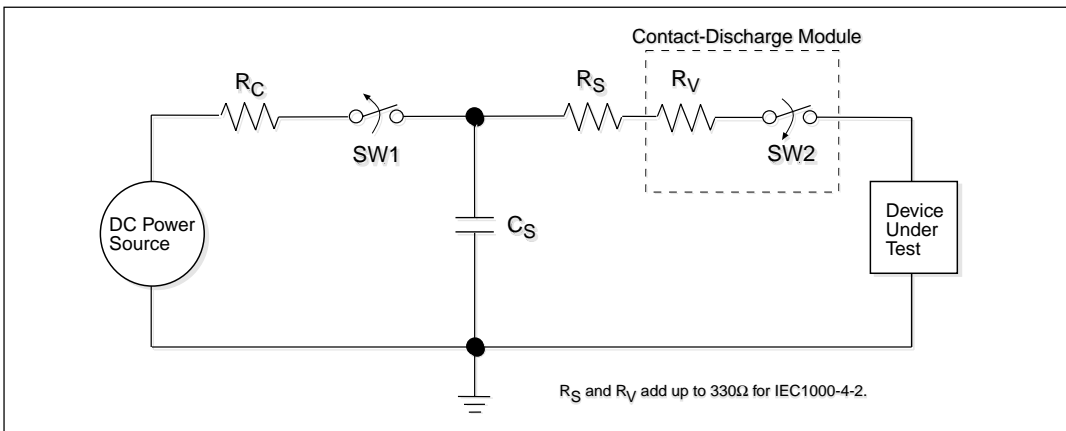 Contact-Discharge Module
RC
RS
RV
SW1
SW2
DC Power
Source
CS
Device
Under
Test
RS and RV add up to 330Ω for IEC1000-4-2.